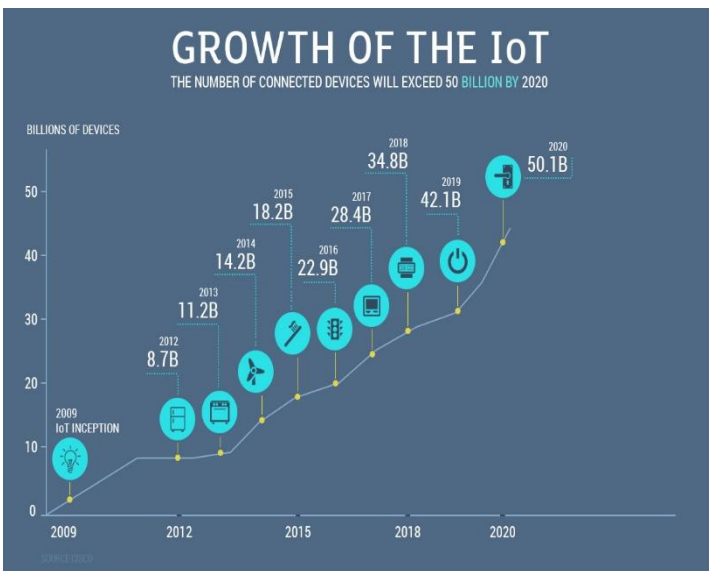 GROWTH OF THE IoT
THE NUMBER OF CONNECTED DEVICES WILL EXCEED 50 BILLION BY 2020
BILLIONS OF DEVICES
2020
50.1B
2018
34.8B
2019
42.1B
2017
28.4B
2015
18.2B
2016
22.9B
2014
14.2B
2013
11.2B
2012
8.7B
2009
IoT INCEPTION
50
40
30
20
10
0
2009 2012 2015 2018 2020
SOURCE CISCO